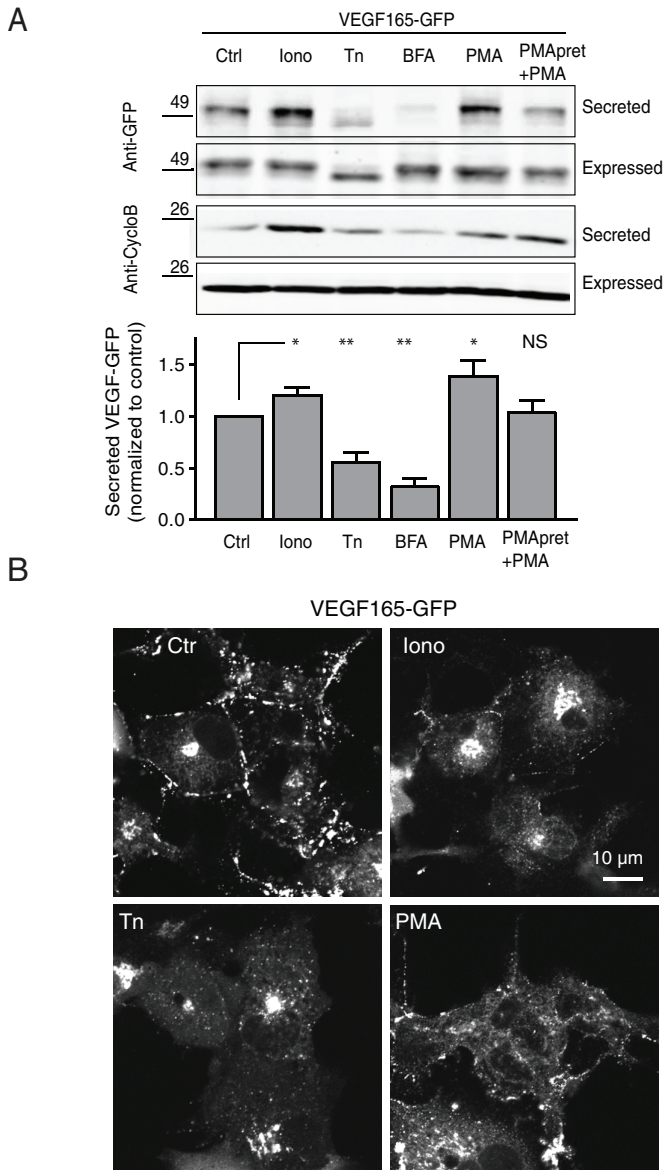 A
VEGF165-GFP
Ctrl Iono Tn BFA PMA PMApret +PMA
Anti-GFP
49
Secreted
49
Expressed
Anti-CycloB
26
Secreted
26
Expressed
Secreted VEGF-GFP
(normalized to control)
* ** ** * NS
1.5
1.0
0.5
0.0
Ctrl Iono Tn BFA PMA PMApret
+PMA
B
VEGF165-GFP
Ctr
Iono
10 µm
Tn
PMA